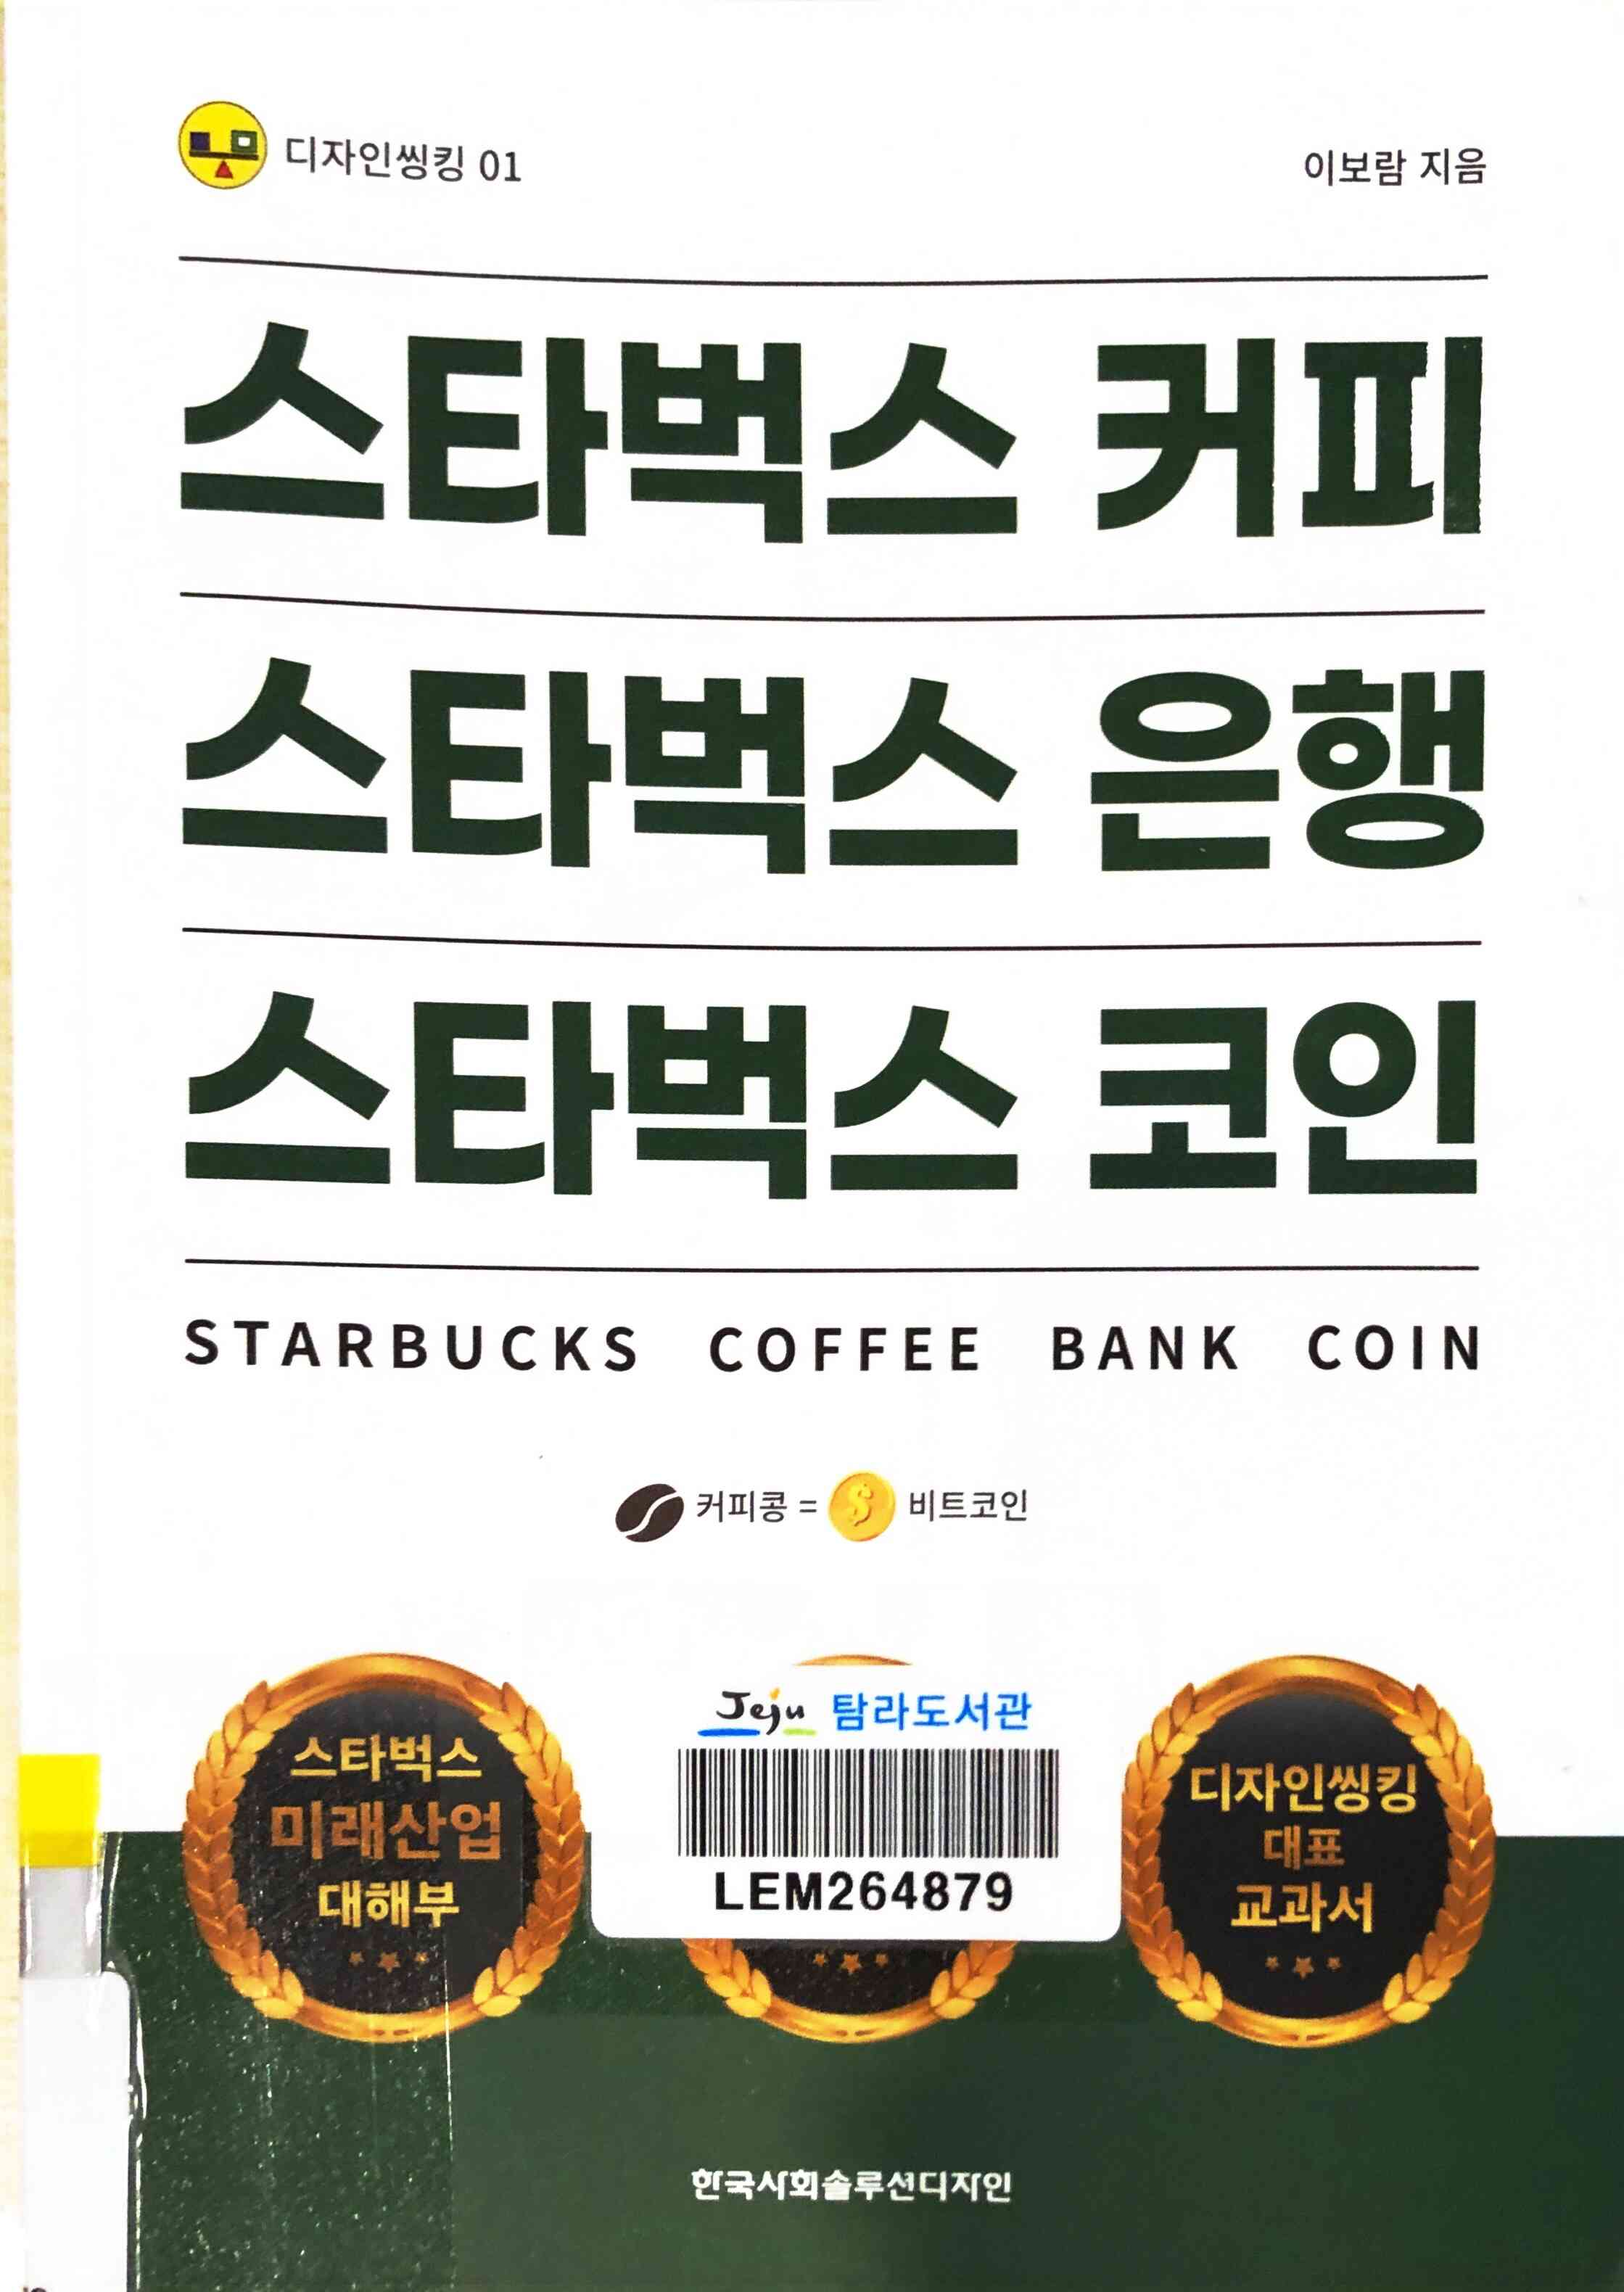 디자인씽킹 01
이보람 지음
스타벅스 커피
스타벅스 은행
스타벅스 코인
STARBUCKS COFFEE BANK COIN
커피콩 = $ 비트코인
스타벅스
미래산업
대해부
Jeju 탐라도서관
LEM264879
디자인씽킹
대표
교과서
한국사회솔루션디자인